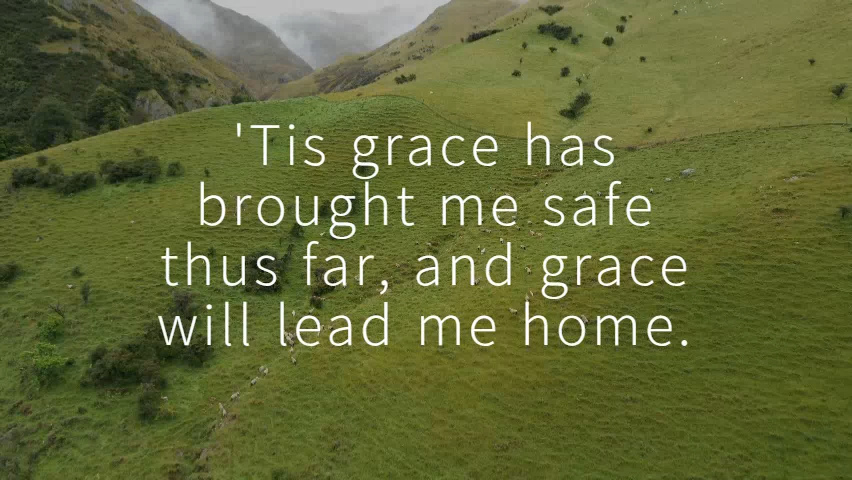 'Tis grace has
brought me safe
thus far, and grace
will lead me home.